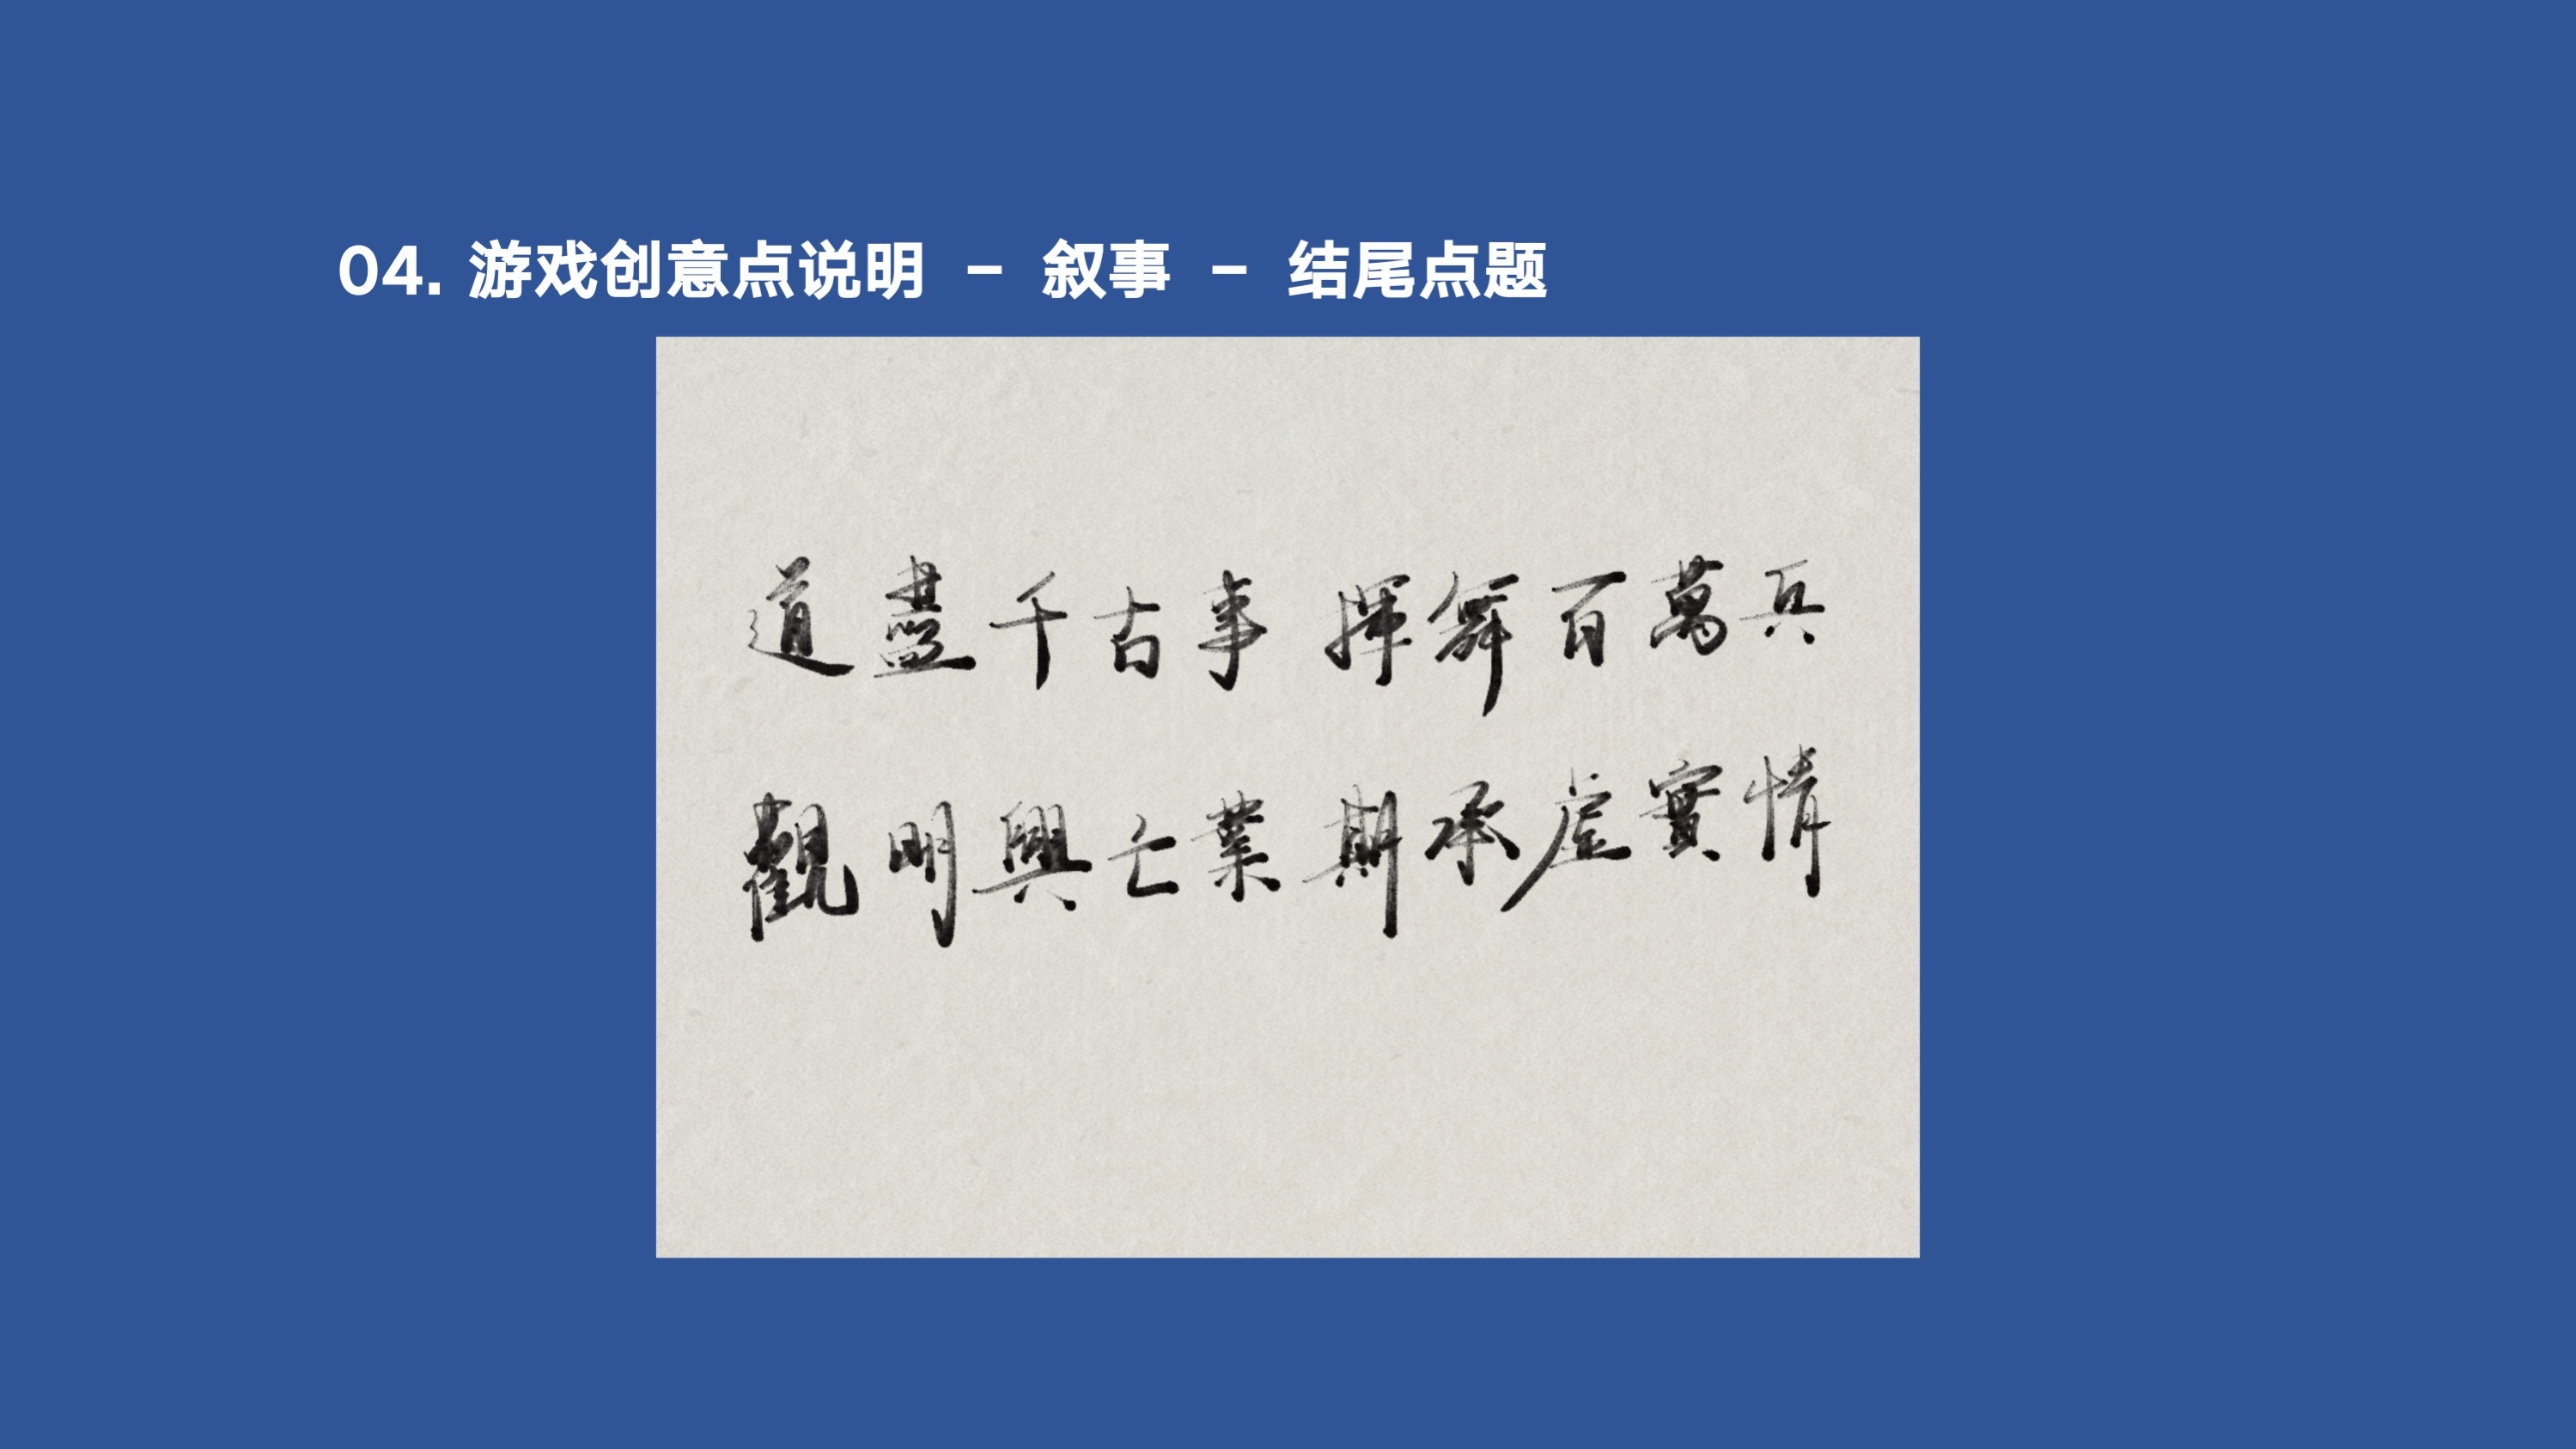 04. 游戏创意点说明 – 叙事 – 结尾点题
道盡千古事 揮舞百萬兵
觀明興亡業 期承虛實情